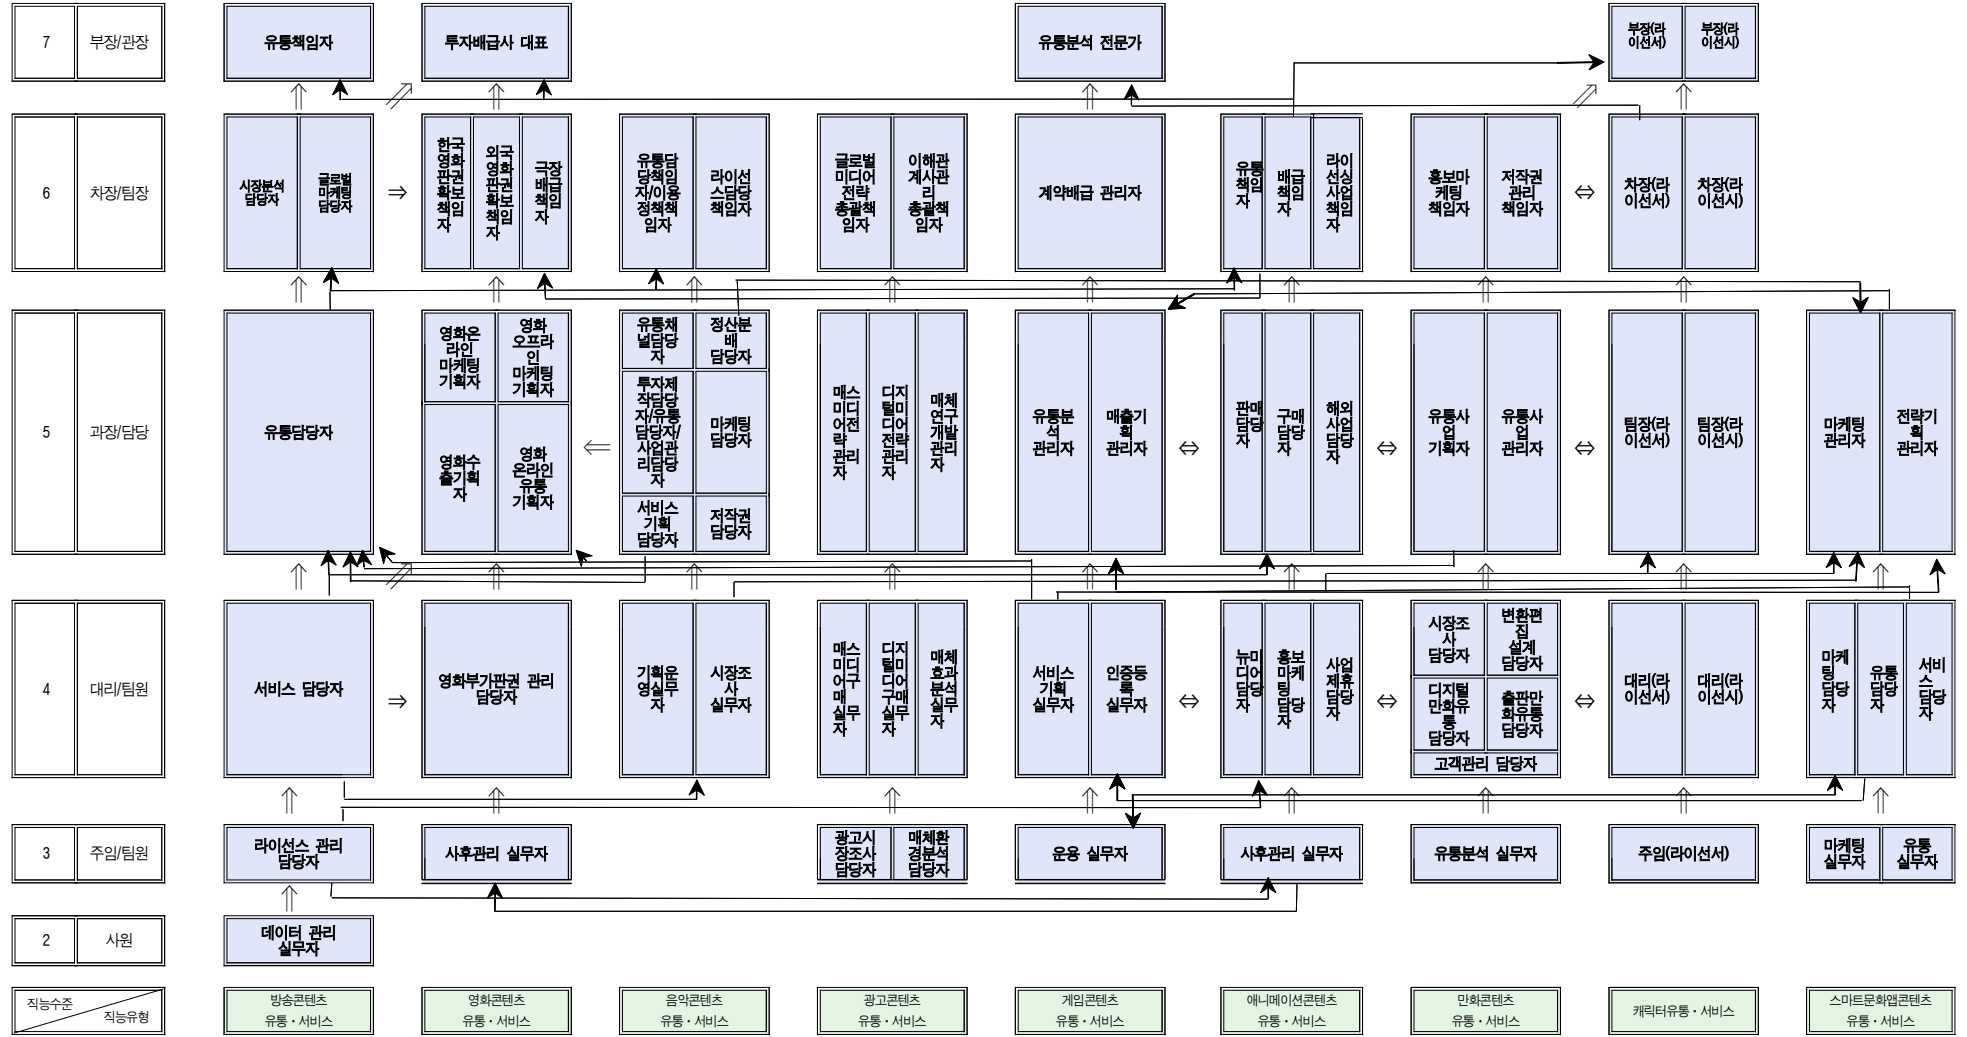 7
부장/관장
유통책임자
투자배급사 대표
유통분석 전문가
부장(라
이선서)
부장(라
이선시)
6
차장/팀장
시장분석
담당자
글로벌
마케팅
담당자
한국
영화
판권
확보
책임
자
외국
영화
판권
확보
책임
자
극장
배급
책임
자
유통담
당책임
자/이용
정책책
임자
라이선
스담당
책임자
글로벌
미디어
전략
총괄책
임자
이해관
계사관
리
총괄책
임자
계약배급 관리자
유통
책임
자
배급
책임
자
라이
선싱
사업
책임
자
홍보마
케팅
책임자
저작권
관리
책임자
차장(라
이선서)
차장(라
이선시)
5
과장/담당
유통담당자
영화온
라인
마케팅
기획자
영화
오프라
인
마케팅
기획자
영화수
출기획
자
영화
온라인
유통
기획자
유통채
널담당
자
정산분
배
담당자
투자제
작담당
자/유통
담당자/
사업관
리담당
자
마케팅
담당자
서비스
기획
담당자
저작권
담당자
매스
미디
어전
략
관리
자
디지
털미
디어
전략
관리
자
매체
연구
개발
관리
자
유통분
석
관리자
매출기
획
관리자
판매
담당
자
구매
담당
자
해외
사업
담당
자
유통사
업
기획자
유통사
업
관리자
팀장(라
이선서)
팀장(라
이선시)
마케팅
관리자
전략기
획
관리자
4
대리/팀원
서비스 담당자
영화부가판권 관리
담당자
기획운
영실무
자
시장조
사
실무자
매스
미디
어구
매
실무
자
디지
털미
디어
구매
실무
자
매체
효과
분석
실무
자
서비스
기획
실무자
인증등
록
실무자
뉴미
디어
담당
자
홍보
마케
팅담
당자
사업
제휴
담당
자
시장조
사
담당자
변환편
집
설계
담당자
디지털
만화유
통
담당자
출판만
화유통
담당자
고객관리 담당자
대리(라
이선서)
대리(라
이선시)
마케
팅담
당자
유통
담당
자
서비
스
담당
자
3
주임/팀원
라이선스 관리
담당자
사후관리 실무자
광고시
장조사
담당자
매체환
경분석
담당자
운용 실무자
사후관리 실무자
유통분석 실무자
주임(라이선서)
마케팅
실무자
유통
실무자
2
사원
데이터 관리
실무자
직능수준
직능유형
방송콘텐츠
유통・서비스
영화콘텐츠
유통・서비스
음악콘텐츠
유통・서비스
광고콘텐츠
유통・서비스
게임콘텐츠
유통・서비스
애니메이션콘텐츠
유통・서비스
만화콘텐츠
유통・서비스
캐릭터유통・서비스
스마트문화앱콘텐츠
유통・서비스